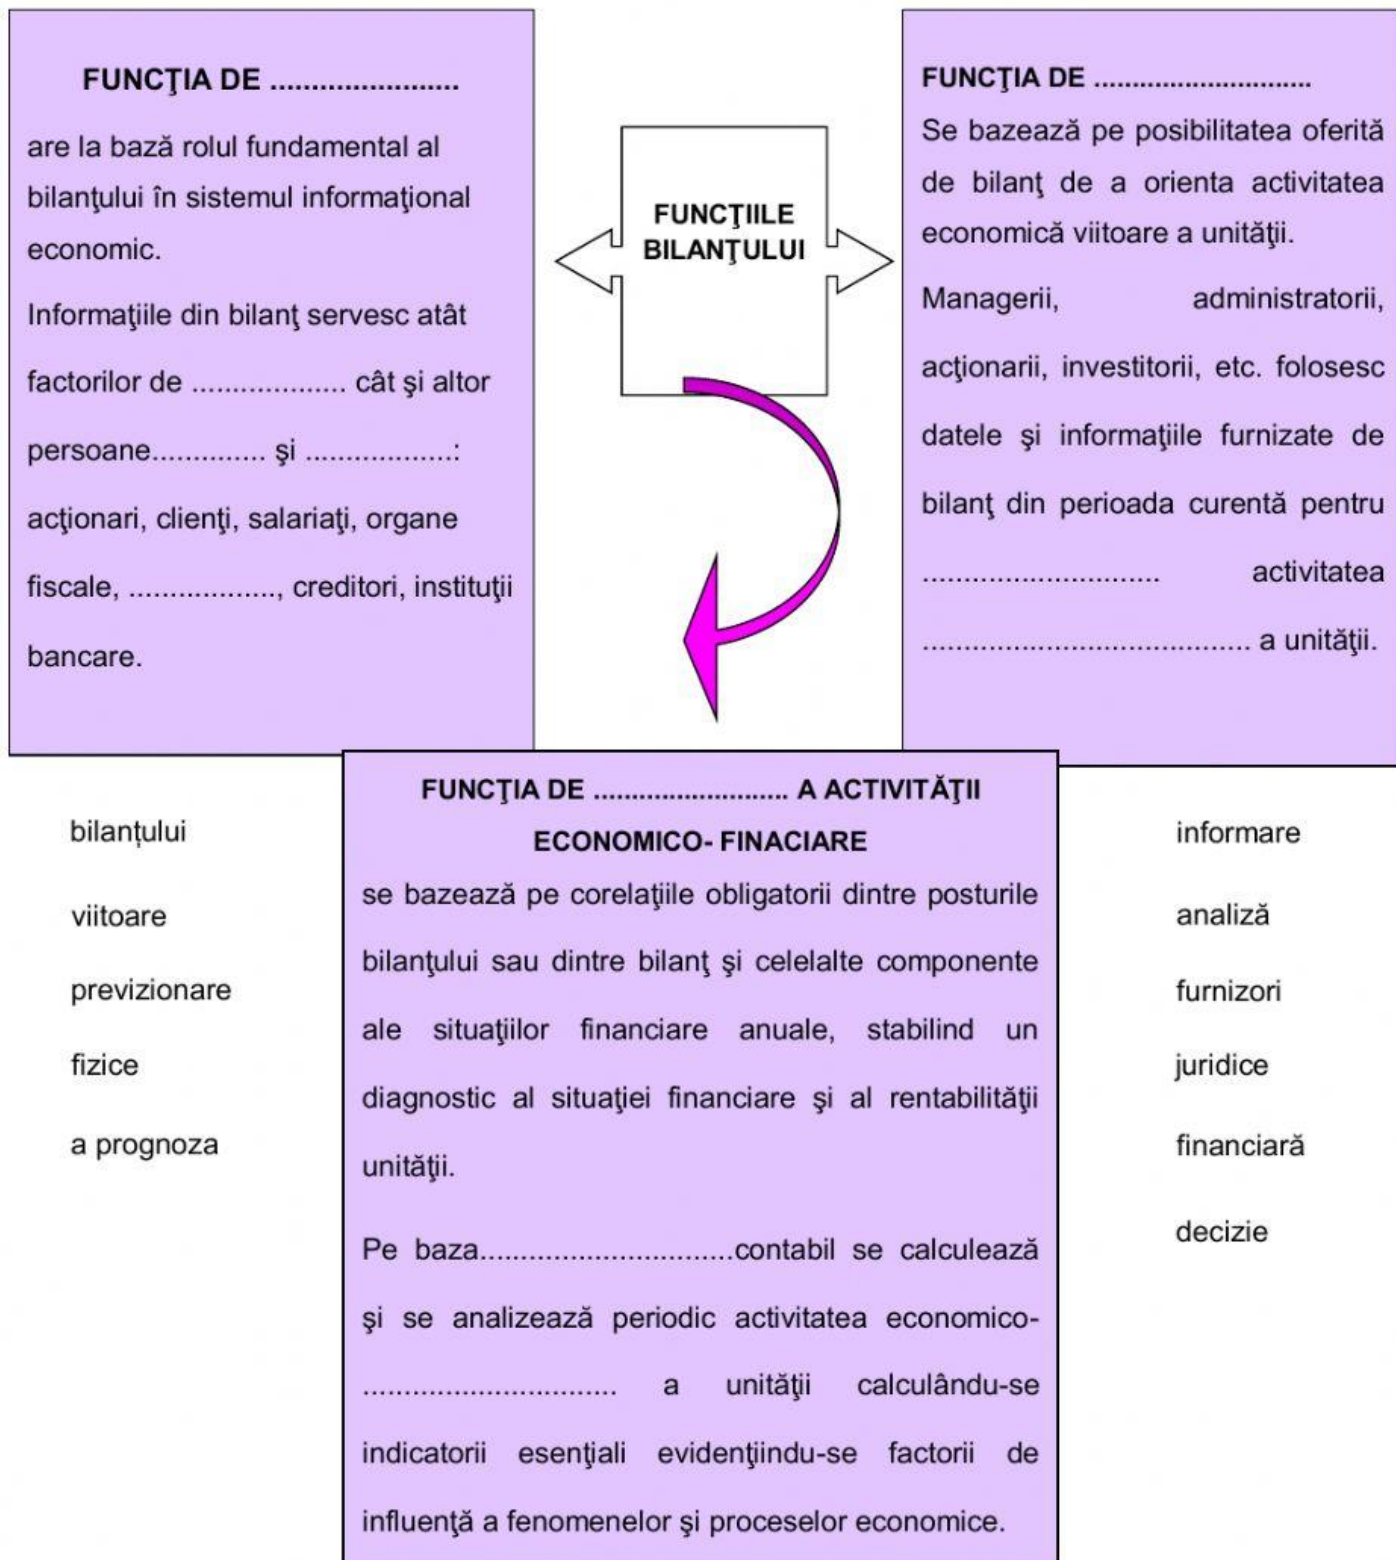 FUNCŢIA DE .......................
are la bază rolul fundamental al
bilanţului în sistemul informaţional
economic.
Informaţiile din bilanţ servesc atât
factorilor de ................... cât şi altor
persoane.............. şi ..................:
acţionari, clienţi, salariaţi, organe
fiscale, .................., creditori, instituţii
bancare.
FUNCŢIILE
BILANŢULUI
FUNCŢIA DE ............................
Se bazează pe posibilitatea oferită
de bilanţ de a orienta activitatea
economică viitoare a unităţii.
Managerii, administratorii,
acţionarii, investitorii, etc. folosesc
datele şi informaţiile furnizate de
bilanţ din perioada curentă pentru
............................. activitatea
........................................ a unităţii.
FUNCŢIA DE .......................... A ACTIVITĂŢII
ECONOMICO- FINACIARE
se bazează pe corelaţiile obligatorii dintre posturile
bilanţului sau dintre bilanţ şi celelalte componente
ale situaţiilor financiare anuale, stabilind un
diagnostic al situaţiei financiare şi al rentabilităţii
unităţii.
Pe baza...............................contabil se calculează
şi se analizează periodic activitatea economico-
............................... a unităţii calculându-se
indicatorii esenţiali evidenţiindu-se factorii de
influenţă a fenomenelor şi proceselor economice.
bilanțului
viitoare
previzionare
fizice
a prognoza
informare
analiză
furnizori
juridice
financiară
decizie